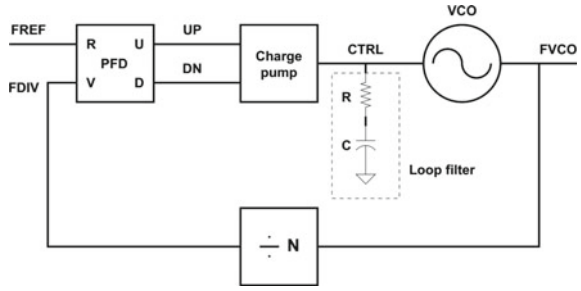 VCO
FREF
R
U
UP
PFD
Charge
pump
CTRL
FVCO
FDIV
V
D
DN
R
C
Loop filter
÷ N